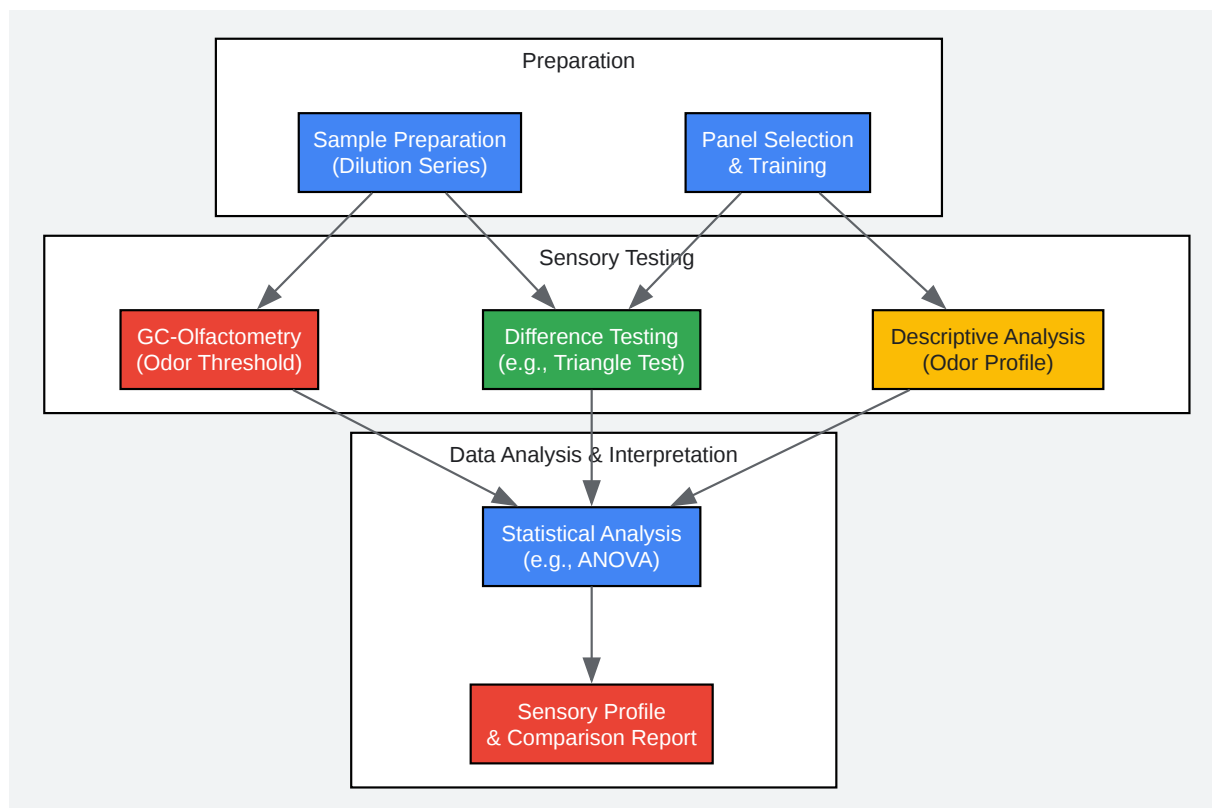 Preparation
Sample Preparation
(Dilution Series)
Panel Selection
& Training
Sensory Testing
GC-Olfactometry
(Odor Threshold)
Difference Testing
(e.g., Triangle Test)
Descriptive Analysis
(Odor Profile)
Data Analysis & Interpretation
Statistical Analysis
(e.g., ANOVA)
Sensory Profile
& Comparison Report